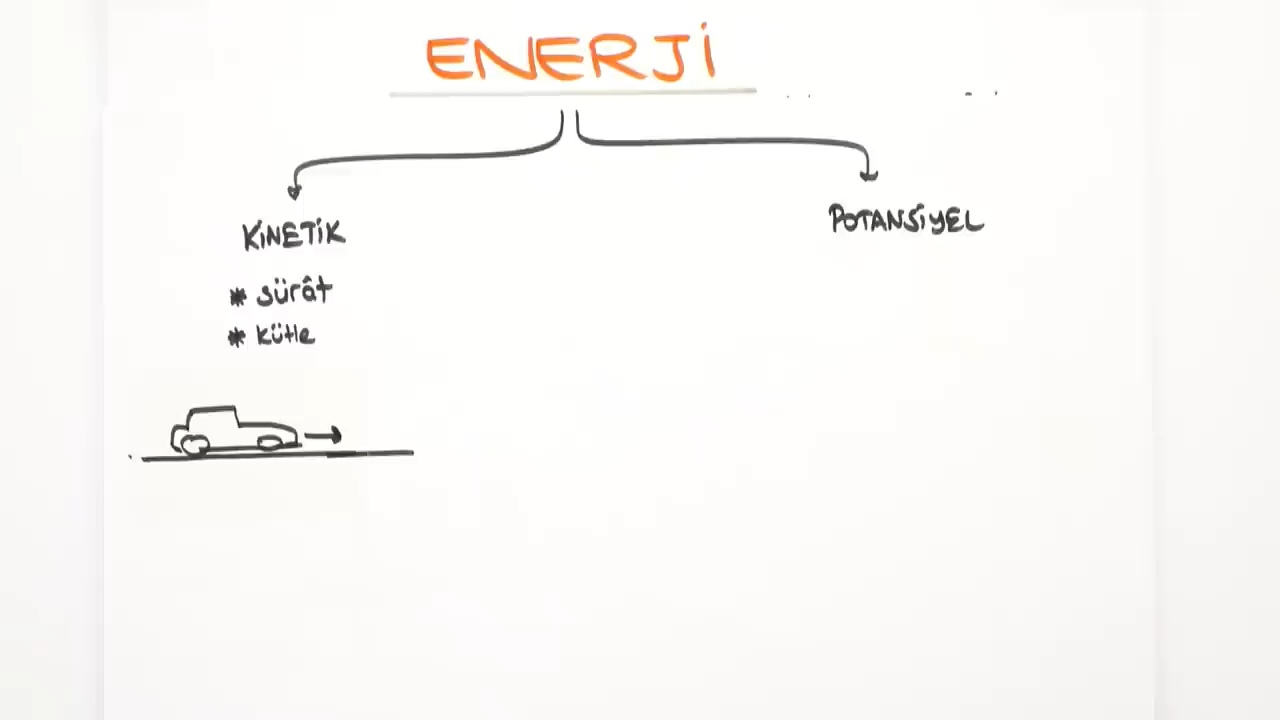 ENERJİ
KİNETİK
* sürât
* kütle
POTANSİYEL